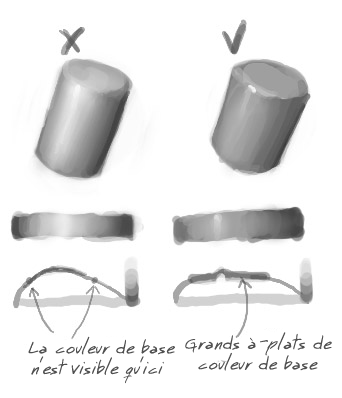 X V
La couleur de base
n'est visible qu'ici
Grands à-plats de
couleur de base